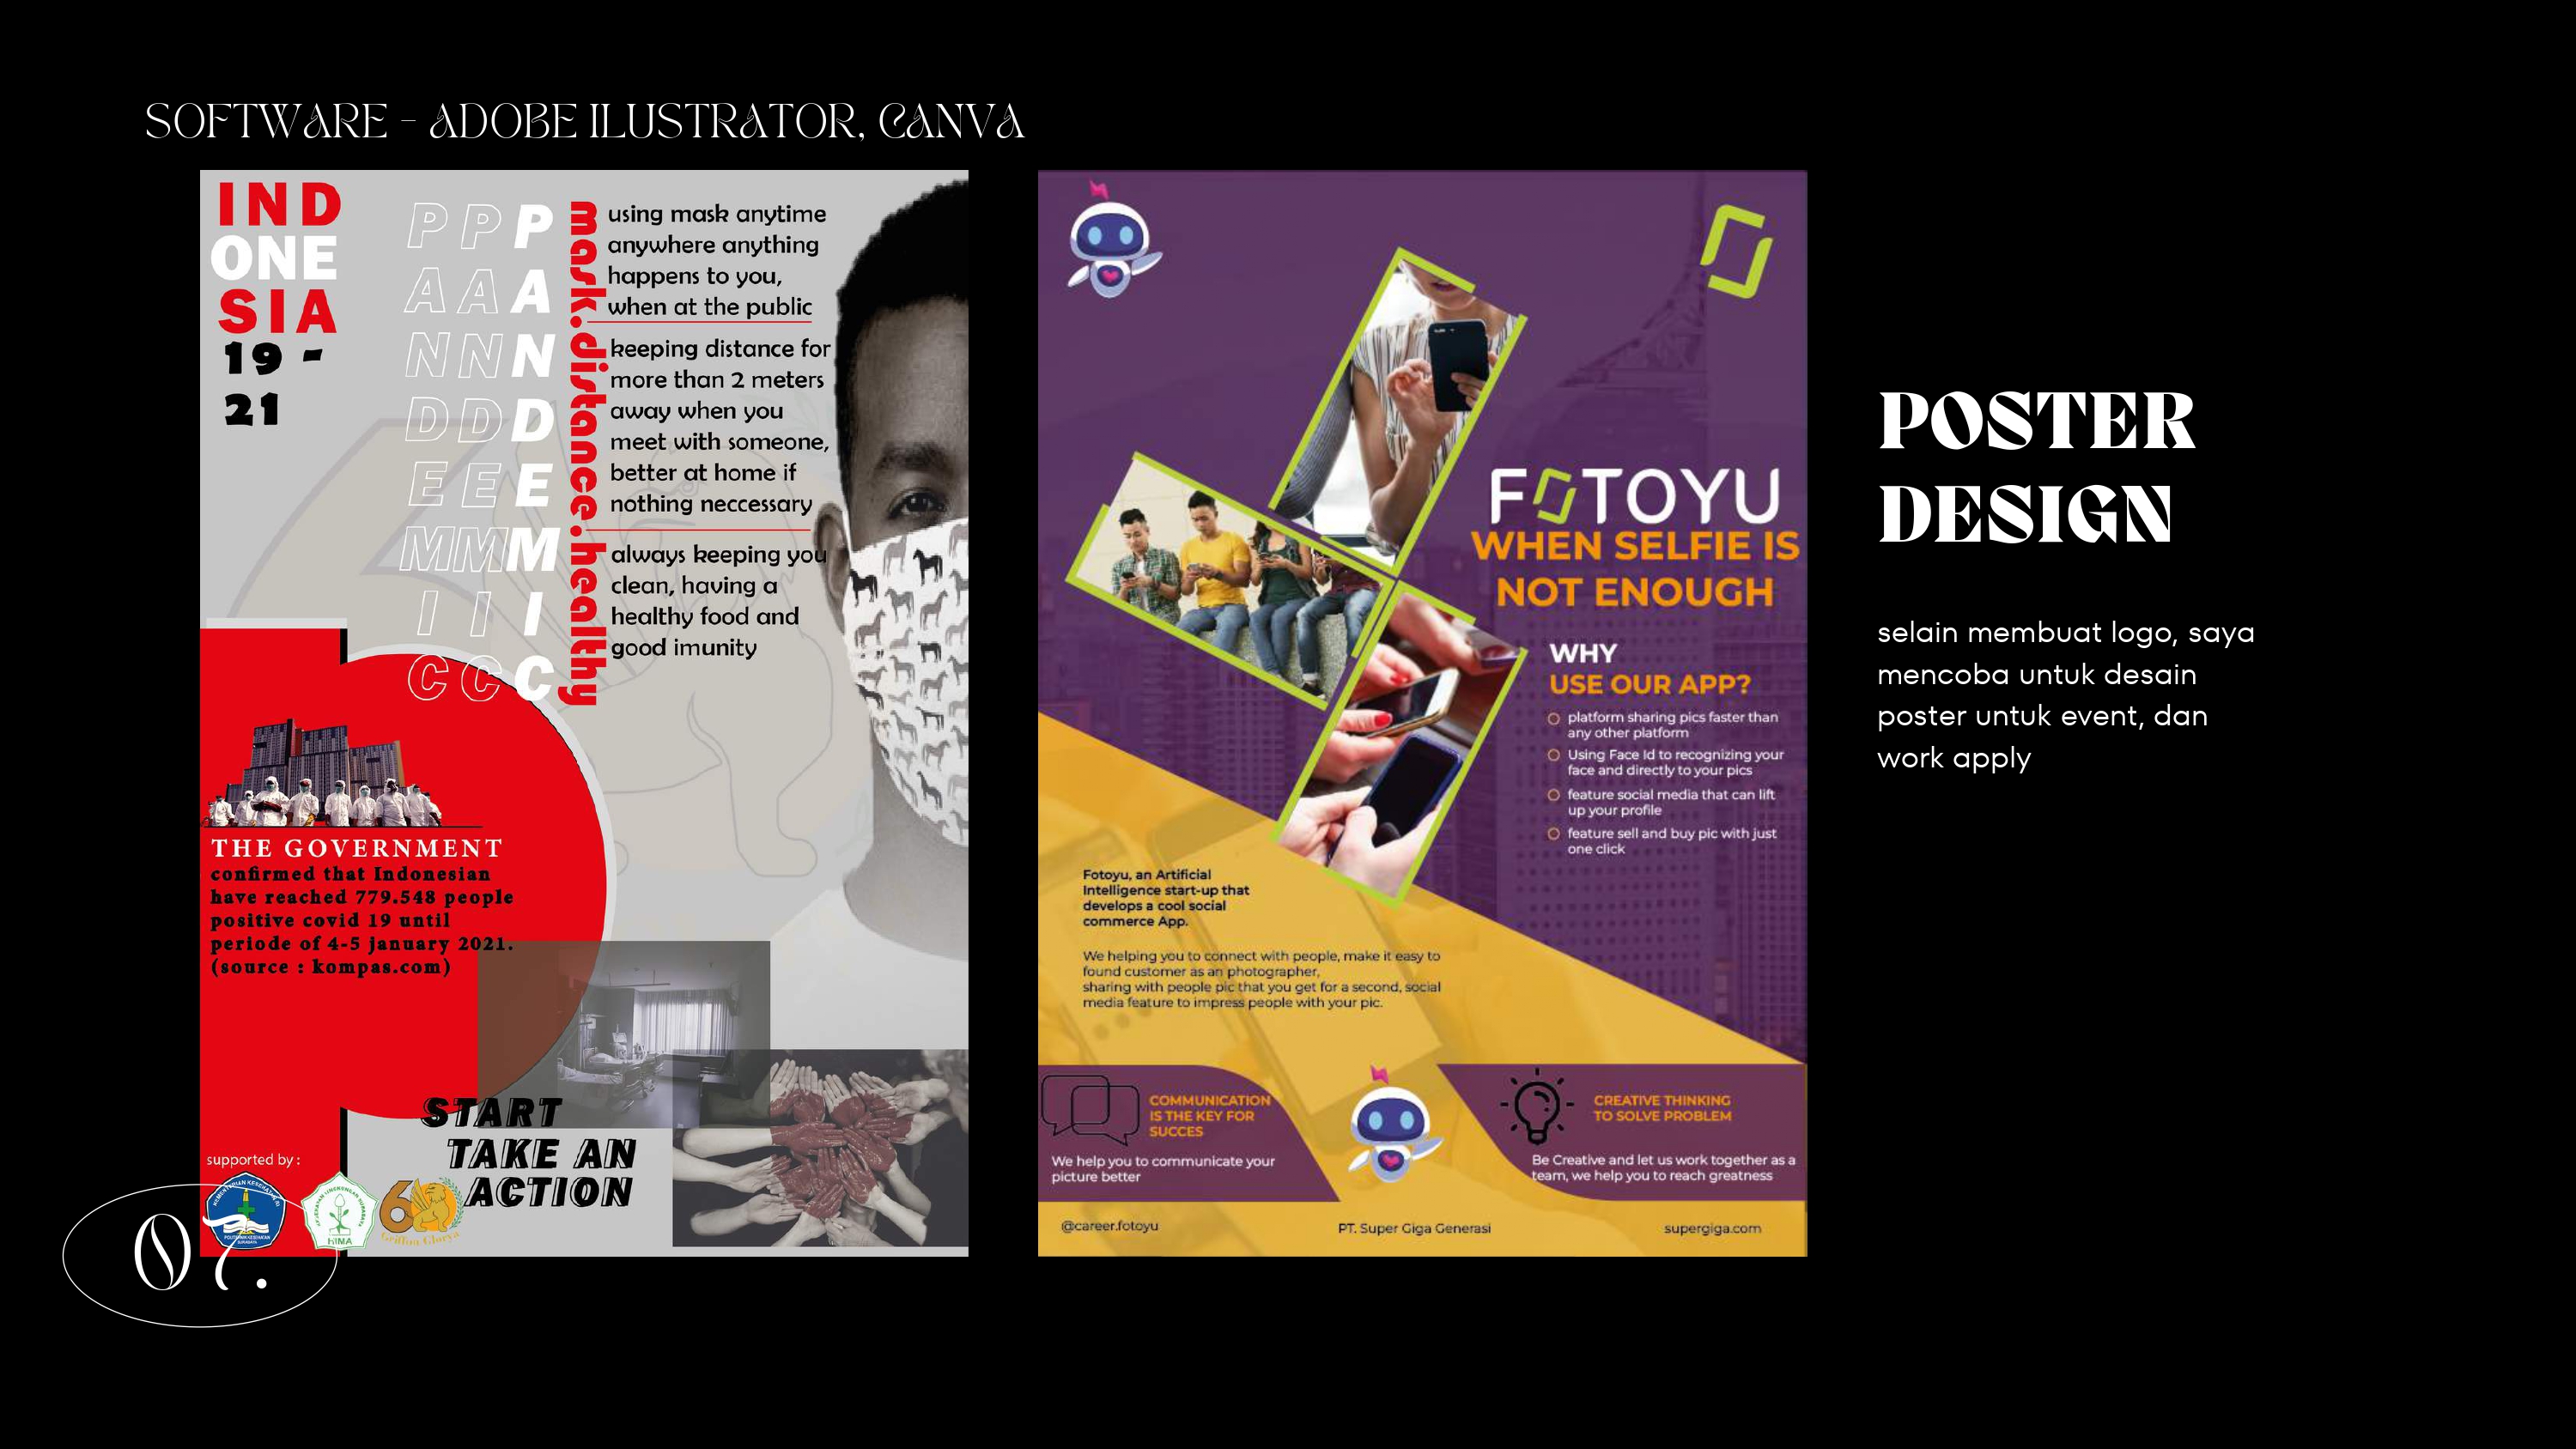 SOFTWARE - ADOBE ILUSTRATOR, CANVA
IND
ONE
SIA
19 -
21
PANDEMIC
PANDEMIC
PANDEMIC
mask.distance.healthy
using mask anytime
anywhere anything
happens to you,
when at the public
keeping distance for
more than 2 meters
away when you
meet with someone,
better at home if
nothing neccessary
always keeping you
clean, having a
healthy food and
good imunity
THE GOVERNMENT
confirmed that Indonesian
have reached 779.548 people
positive covid 19 until
periode of 4-5 january 2021.
(source : kompas.com)
START
TAKE AN
ACTION
supported by :
HIMA
60
Griffon Glorya
07.
FOTOYU
WHEN SELFIE IS
NOT ENOUGH
WHY
USE OUR APP?
platform sharing pics faster than
any other platform
Using Face Id to recognizing your
face and directly to your pics
feature social media that can lift
up your profile
feature sell and buy pic with just
one click
Fotoyu, an Artificial
Intelligence start-up that
develops a cool social
commerce App.
We helping you to connect with people, make it easy to
found customer as an photographer,
sharing with people pic that you get for a second, social
media feature to impress people with your pic.
COMMUNICATION
IS THE KEY FOR
SUCCES
We help you to communicate your
picture better
CREATIVE THINKING
TO SOLVE PROBLEM
Be Creative and let us work together as a
team, we help you to reach greatness
@career.fotoyu
PT. Super Giga Generasi
supergiga.com
POSTER
DESIGN
selain membuat logo, saya
mencoba untuk desain
poster untuk event, dan
work apply